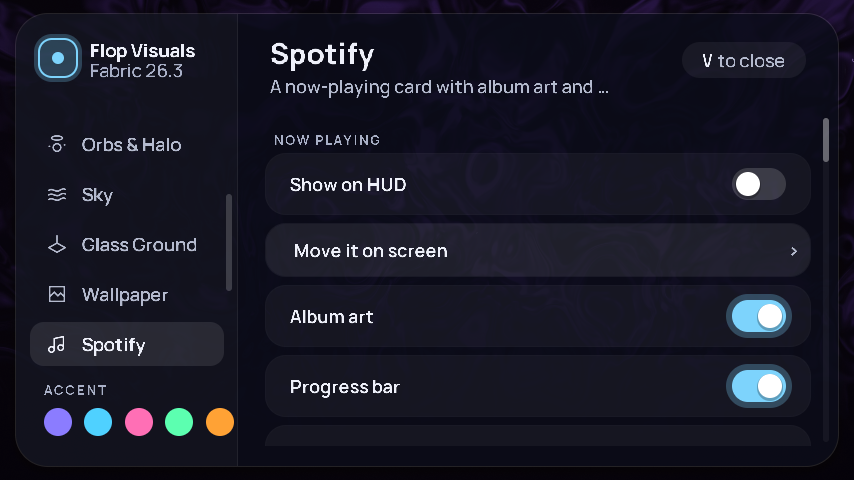 Flop Visuals
Fabric 26.3
Orbs & Halo
Sky
Glass Ground
Wallpaper
Spotify
ACCENT
Spotify
A now-playing card with album art and ...
V to close
NOW PLAYING
Show on HUD
Move it on screen
Album art
Progress bar